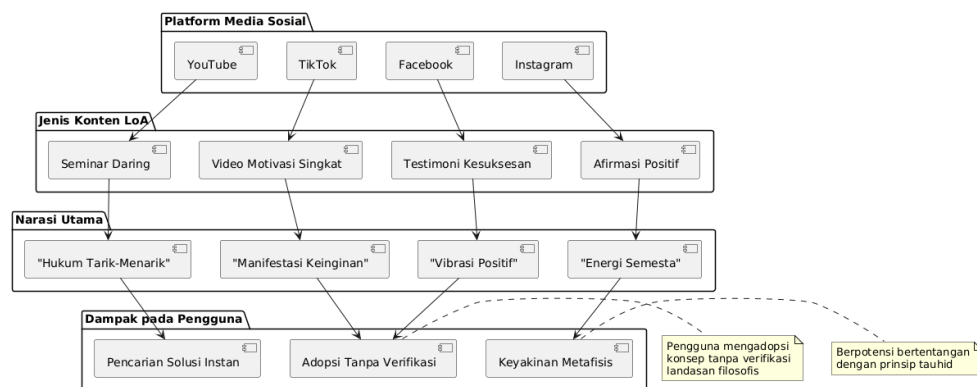 Platform Media Sosial
YouTube
TikTok
Facebook
Instagram
Jenis Konten LoA
Seminar Daring
Video Motivasi Singkat
Testimoni Kesuksesan
Afirmasi Positif
Narasi Utama
"Hukum Tarik-Menarik"
"Manifestasi Keinginan"
"Vibrasi Positif"
"Energi Semesta"
Dampak pada Pengguna
Pencarian Solusi Instan
Adopsi Tanpa Verifikasi
Keyakinan Metafisis
Pengguna mengadopsi
konsep tanpa verifikasi
landasan filosofis
Berpotensi bertentangan
dengan prinsip tauhid